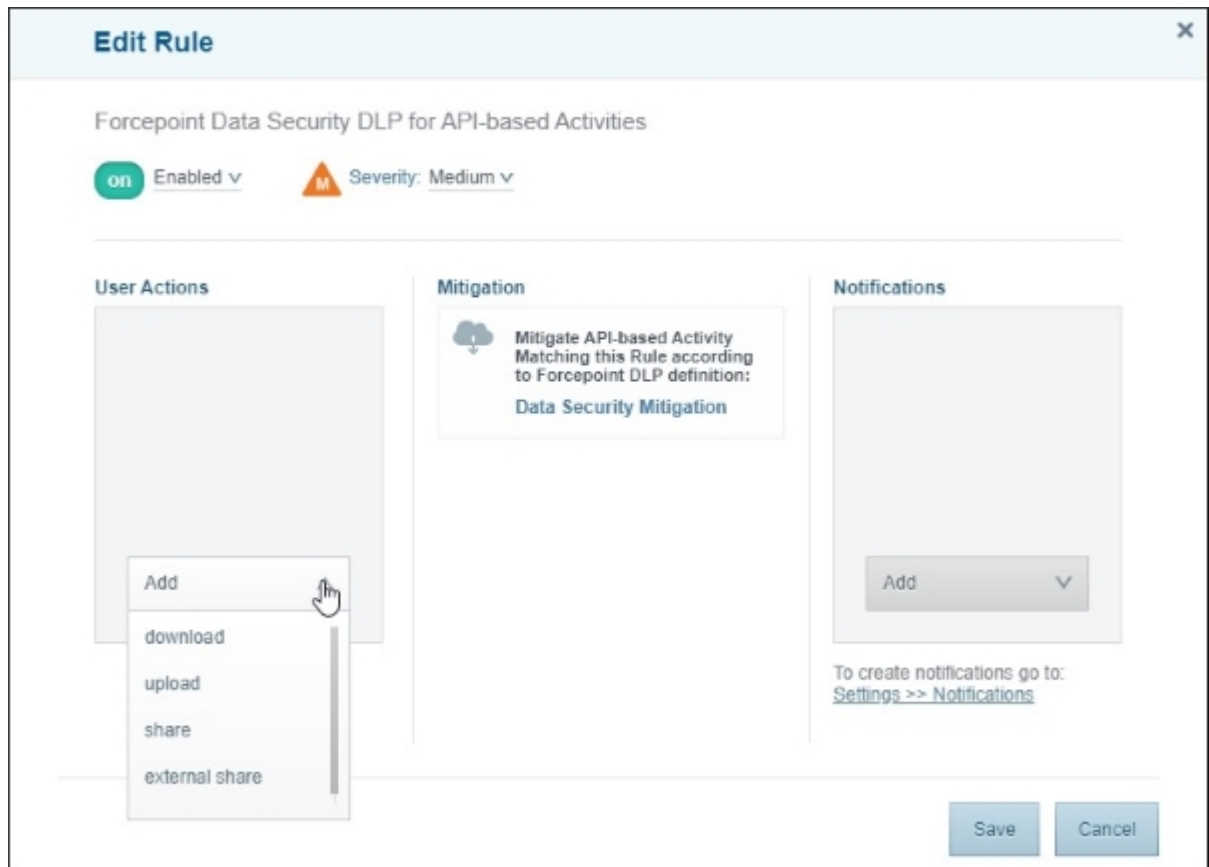 Edit Rule
Forcepoint Data Security DLP for API-based Activities
on Enabled
M Severity: Medium
User Actions
Add
download
upload
share
external share
Mitigation
Mitigate API-based Activity
Matching this Rule according
to Forcepoint DLP definition:
Data Security Mitigation
Notifications
Add
To create notifications go to:
Settings >> Notifications
Save
Cancel